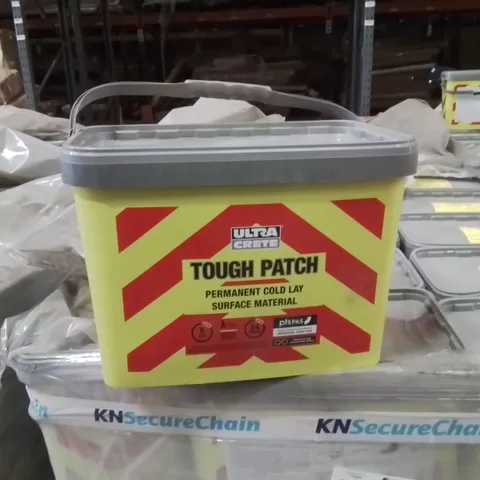 ULTRA
CRETE
TOUGH PATCH
PERMANENT COLD LAY
SURFACE MATERIAL
KNSecureChain
KNSecureChain